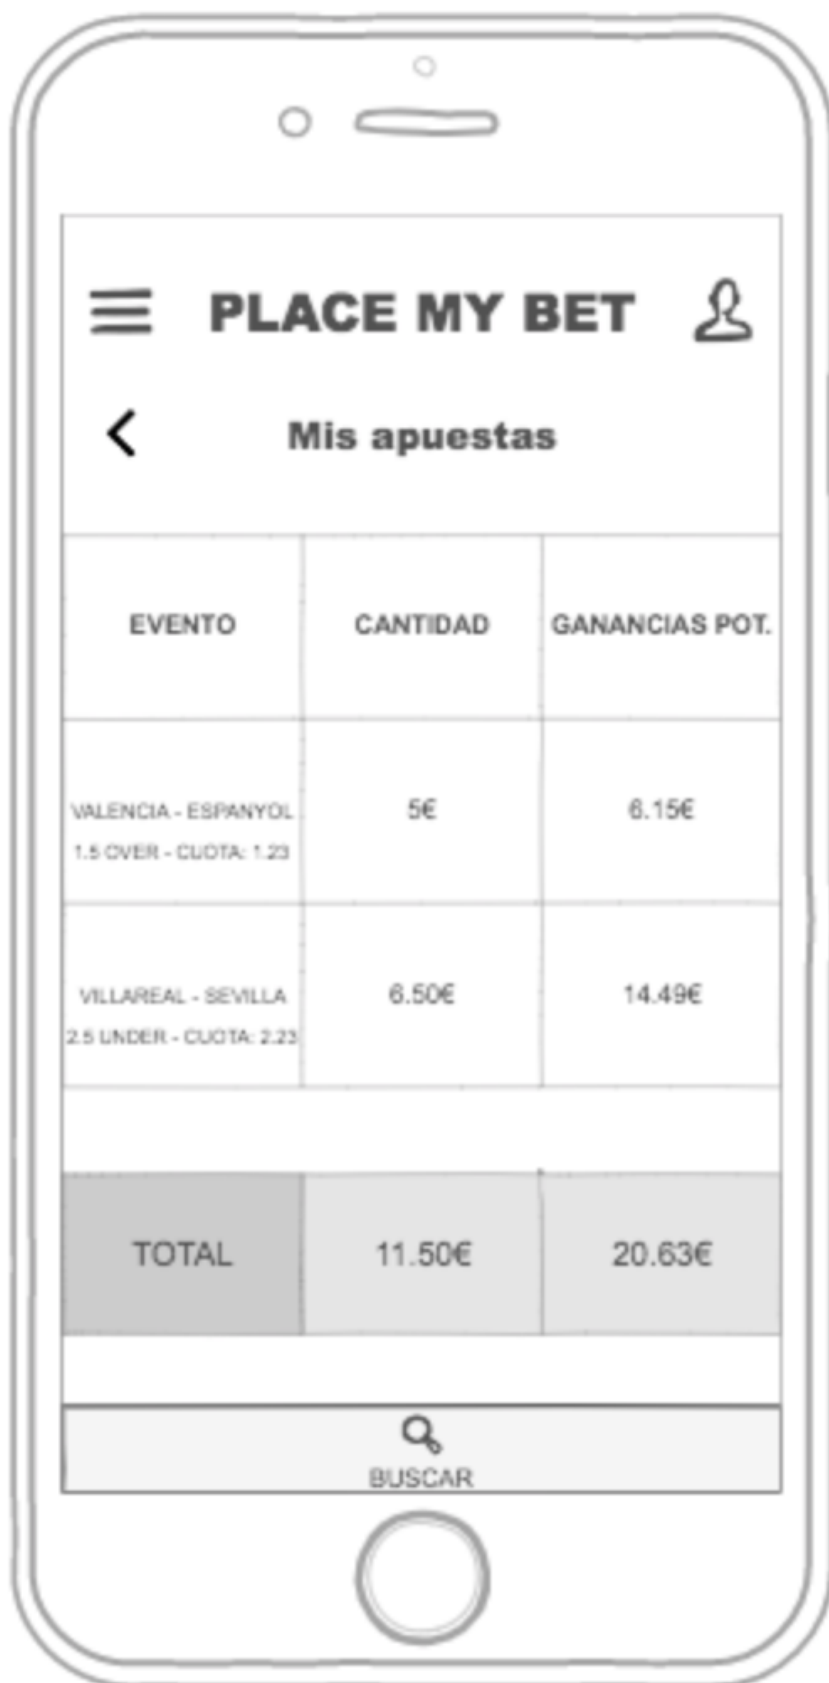 PLACE MY BET
Mis apuestas
EVENTO CANTIDAD GANANCIAS POT.
VALENCIA - ESPANYOL 5€ 6.15€
1.5 OVER - CUOTA: 1.23
VILLAREAL - SEVILLA 6.50€ 14.49€
2.5 UNDER - CUOTA: 2.23
TOTAL 11.50€ 20.63€
BUSCAR